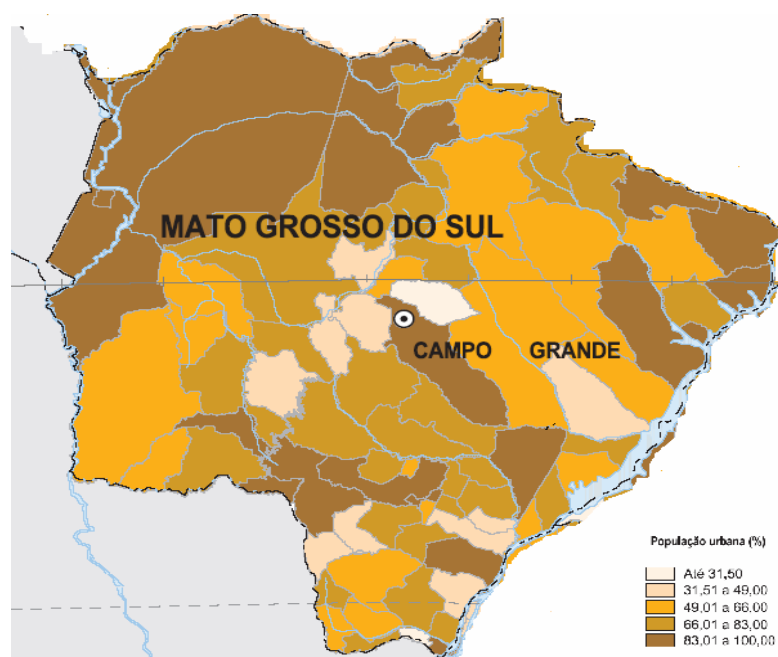 MATO GROSSO DO SUL
CAMPO GRANDE
População urbana (%)
Até 31,50
31,51 a 49,00
49,01 a 66,00
66,01 a 83,00
83,01 a 100,00